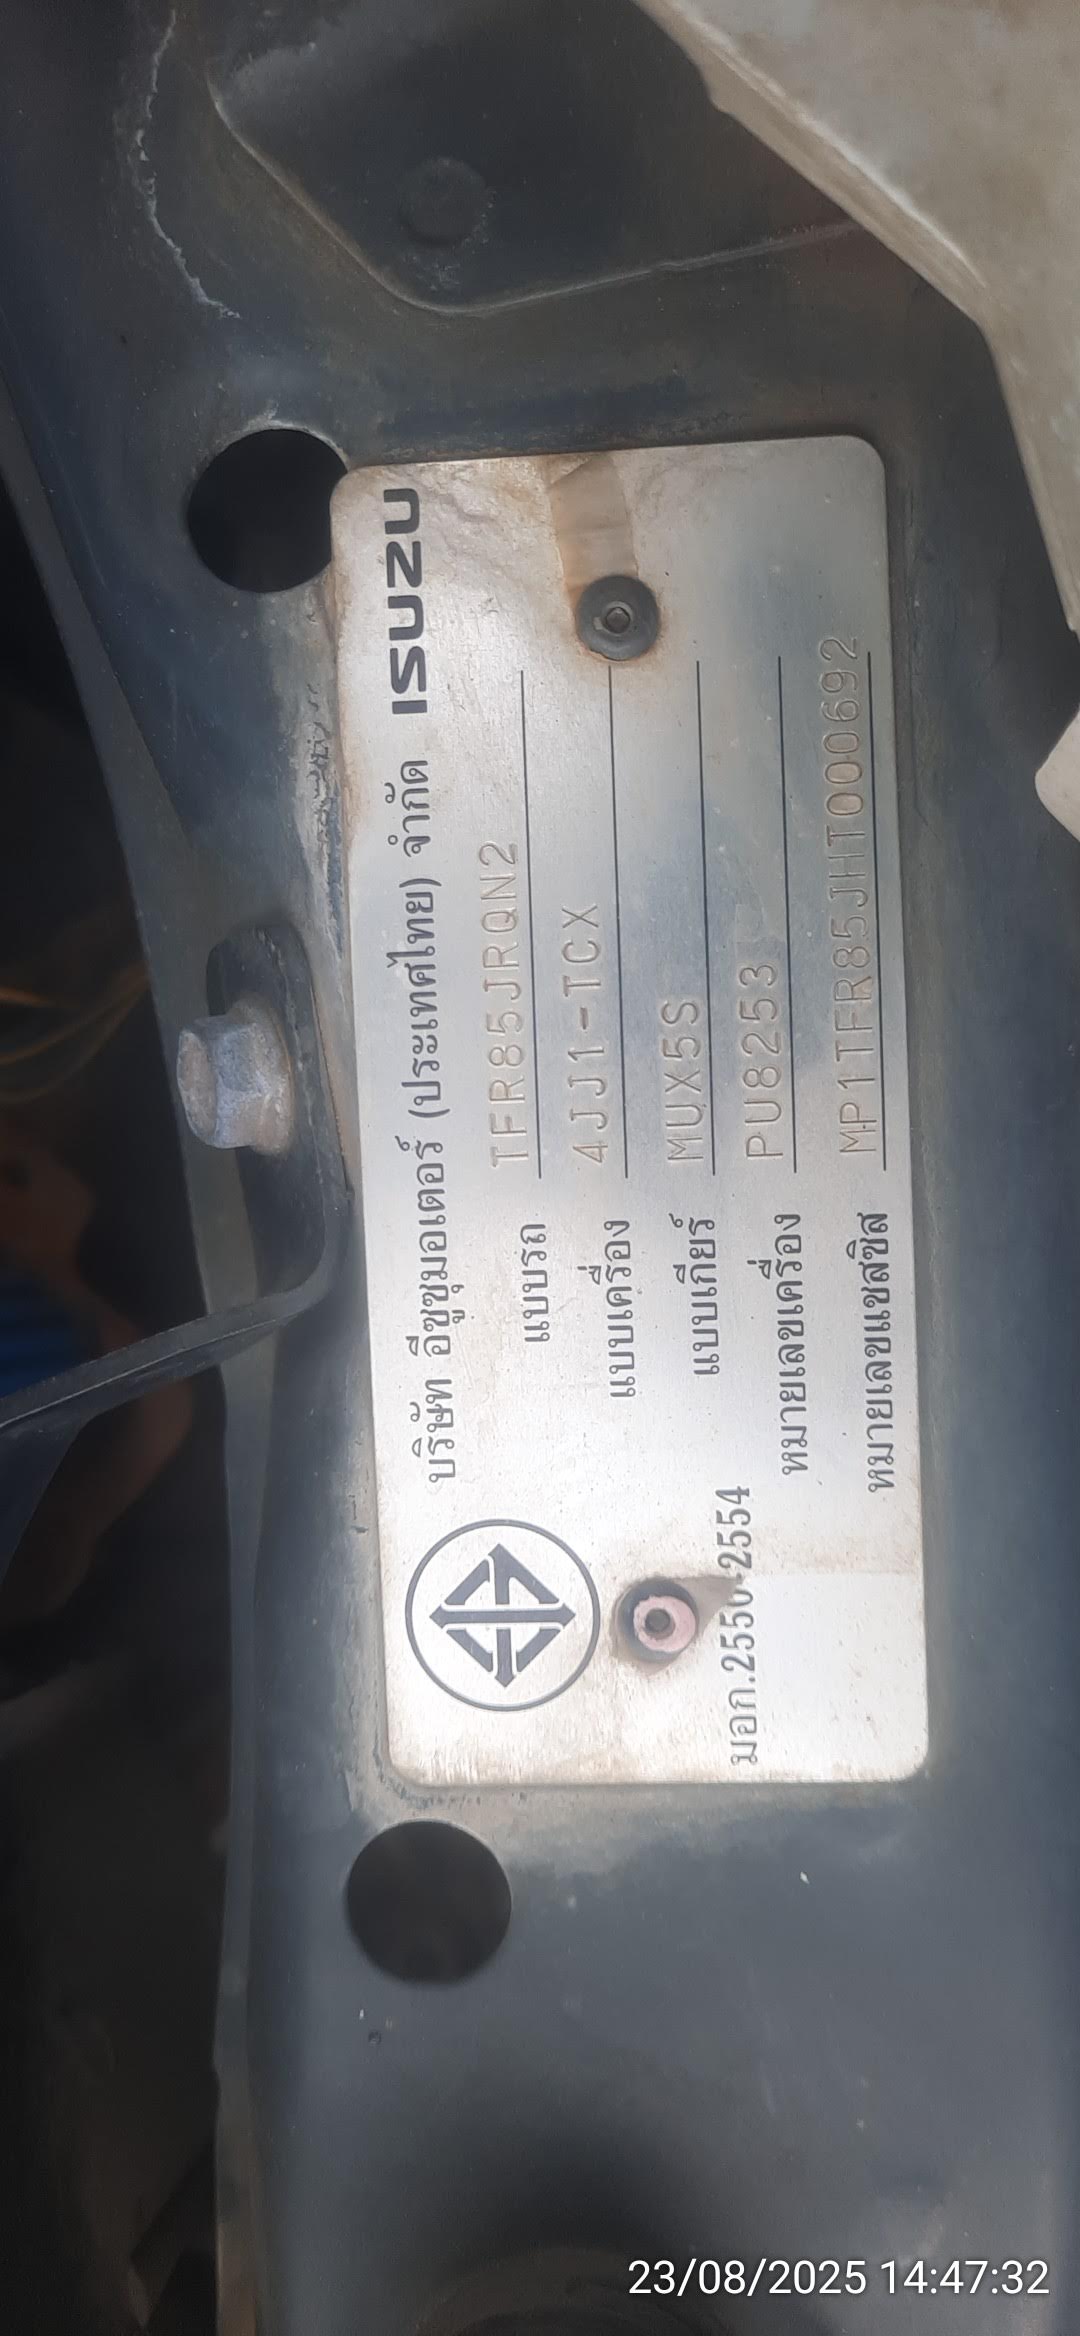 บริษัท อีซูซุมอเตอร์ (ประเทศไทย) จำกัด ISUZU
แบบรถ TFR85JRQN2
แบบเครื่อง 4JJ1-TCX
แบบเกียร์ MUX5S
หมายเลขเครื่อง PU8253
หมายเลขแชสซิส MP1TFR85JHT000692
มอก.2550-2554
23/08/2025 14:47:32